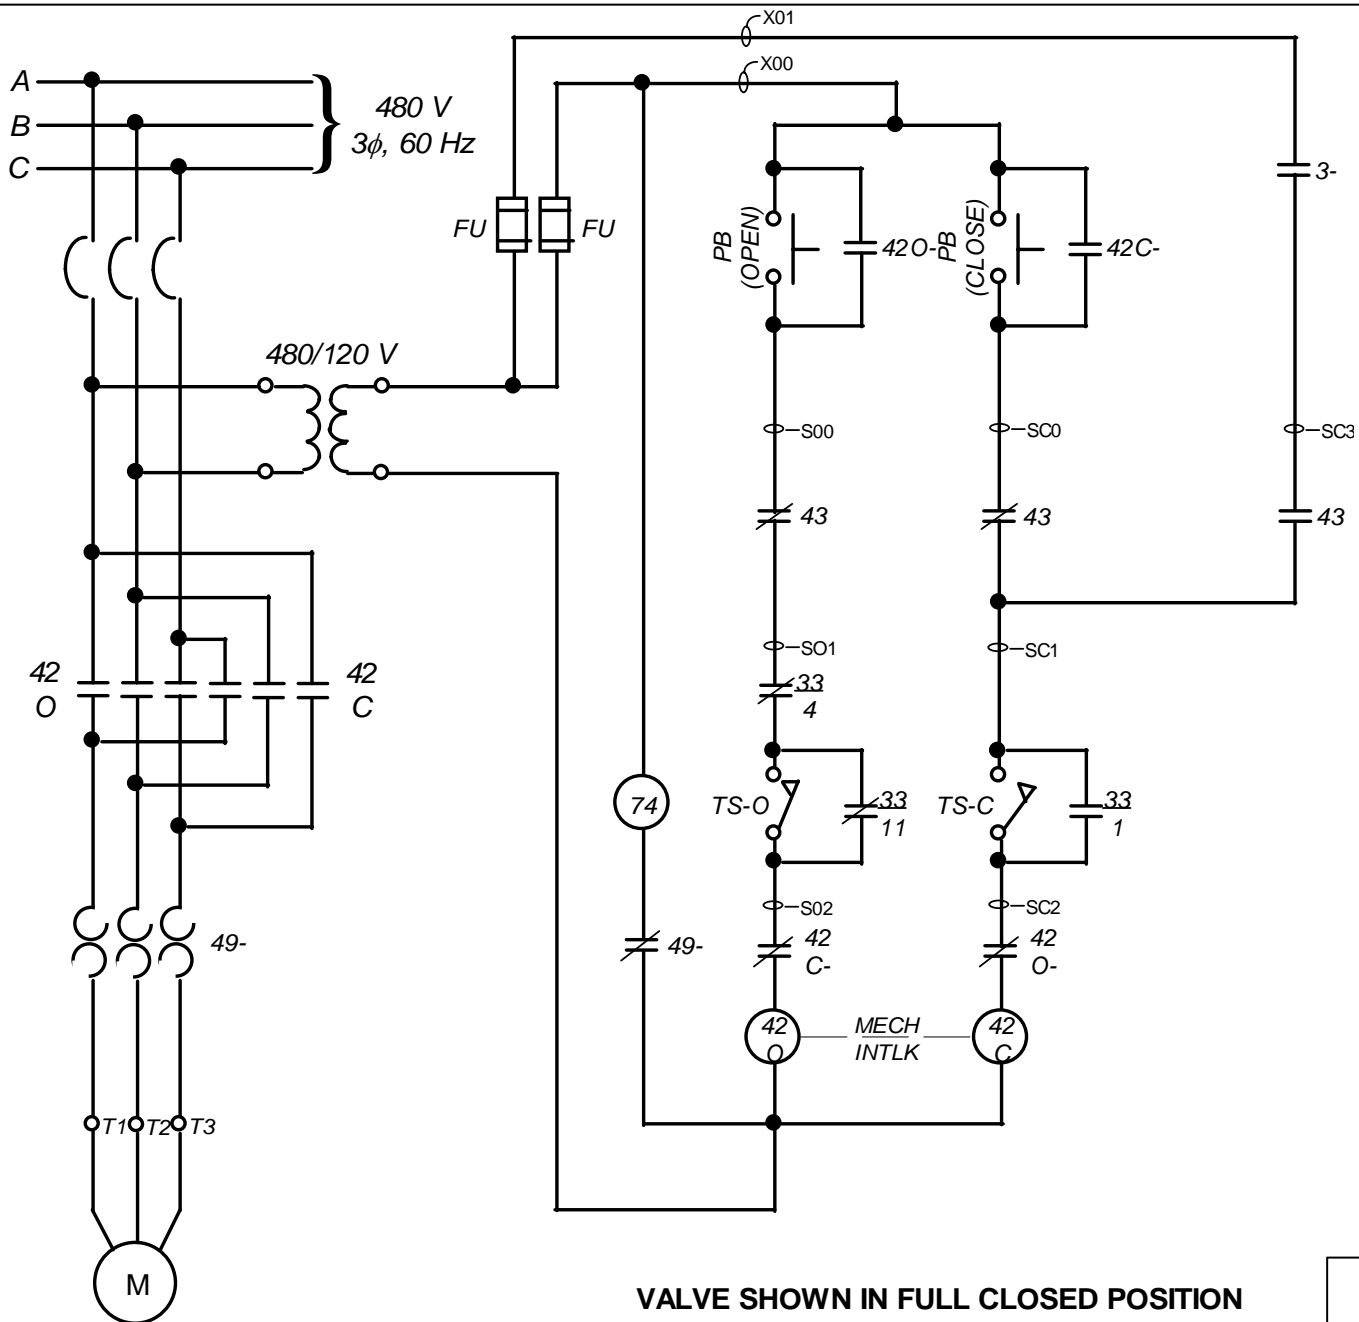 X01
X00
A
B
C
480 V
3ϕ, 60 Hz
FU
FU
PB
(OPEN)
42O-
PB
(CLOSE)
42C-
3-
480/120 V
S00
SC0
SC3
43
43
43
SO1
SC1
42
O
42
C
33
4
74
TS-O
33
11
TS-C
33
1
S02
SC2
49-
49-
42
C-
42
O-
42
O
MECH
INTLK
42
C
T1
T2
T3
M
VALVE SHOWN IN FULL CLOSED POSITION